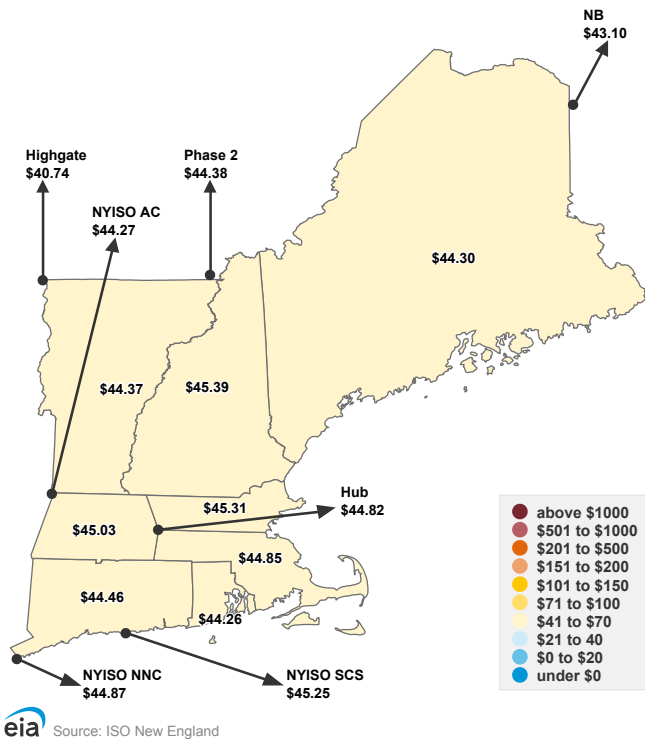 NB
$43.10
Highgate
$40.74
Phase 2
$44.38
NYISO AC
$44.27
$44.30
$44.37
$45.39
Hub
$44.82
$45.31
$45.03
$44.85
$44.46
$44.26
NYISO NNC
$44.87
NYISO SCS
$45.25
above $1000
$501 to $1000
$201 to $500
$151 to $200
$101 to $150
$71 to $100
$41 to $70
$21 to 40
$0 to $20
under $0
eia Source: ISO New England